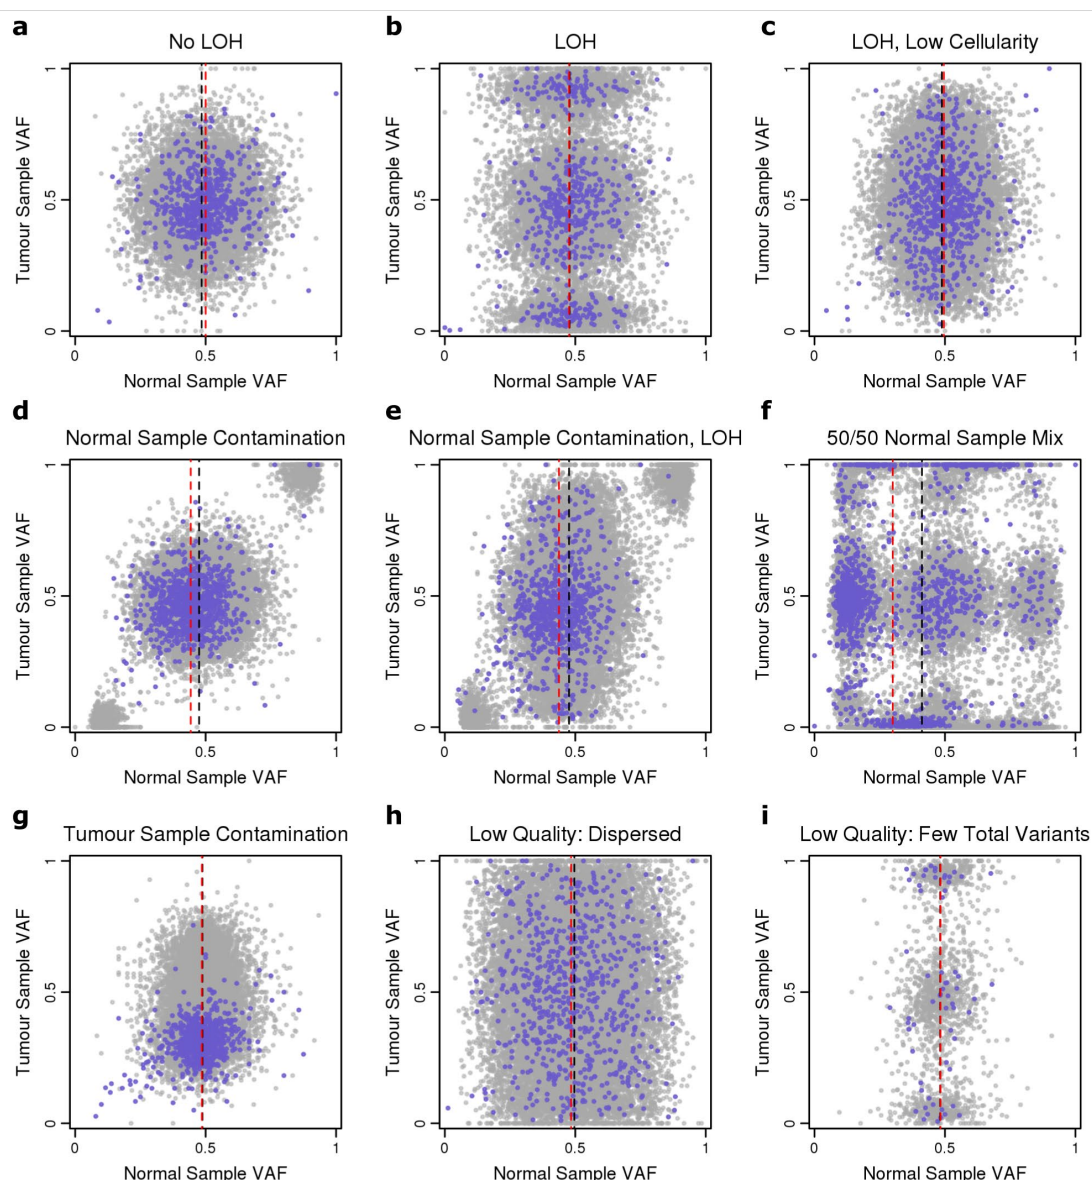 a
No LOH
Tumour Sample VAF
1
0.5
0
0
0.5
1
Normal Sample VAF
b
LOH
Tumour Sample VAF
1
0.5
0
0
0.5
1
Normal Sample VAF
c
LOH, Low Cellularity
Tumour Sample VAF
1
0.5
0
0
0.5
1
Normal Sample VAF
d
Normal Sample Contamination
Tumour Sample VAF
1
0.5
0
0
0.5
1
Normal Sample VAF
e
Normal Sample Contamination, LOH
Tumour Sample VAF
1
0.5
0
0
0.5
1
Normal Sample VAF
f
50/50 Normal Sample Mix
Tumour Sample VAF
1
0.5
0
0
0.5
1
Normal Sample VAF
g
Tumour Sample Contamination
Tumour Sample VAF
1
0.5
0
0
0.5
1
Normal Sample VAF
h
Low Quality: Dispersed
Tumour Sample VAF
1
0.5
0
0
0.5
1
Normal Sample VAF
i
Low Quality: Few Total Variants
Tumour Sample VAF
1
0.5
0
0
0.5
1
Normal Sample VAF